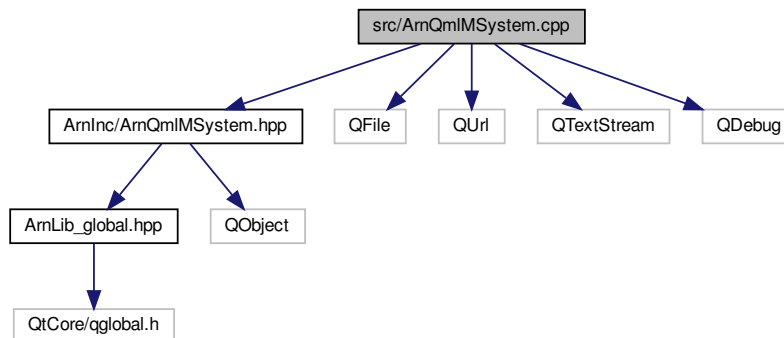 src/ArnQmlMSystem.cpp
ArnInc/ArnQmlMSystem.hpp
QFile
QUrl
QTextStream
QDebug
ArnLib_global.hpp
QObject
QtCore/qglobal.h